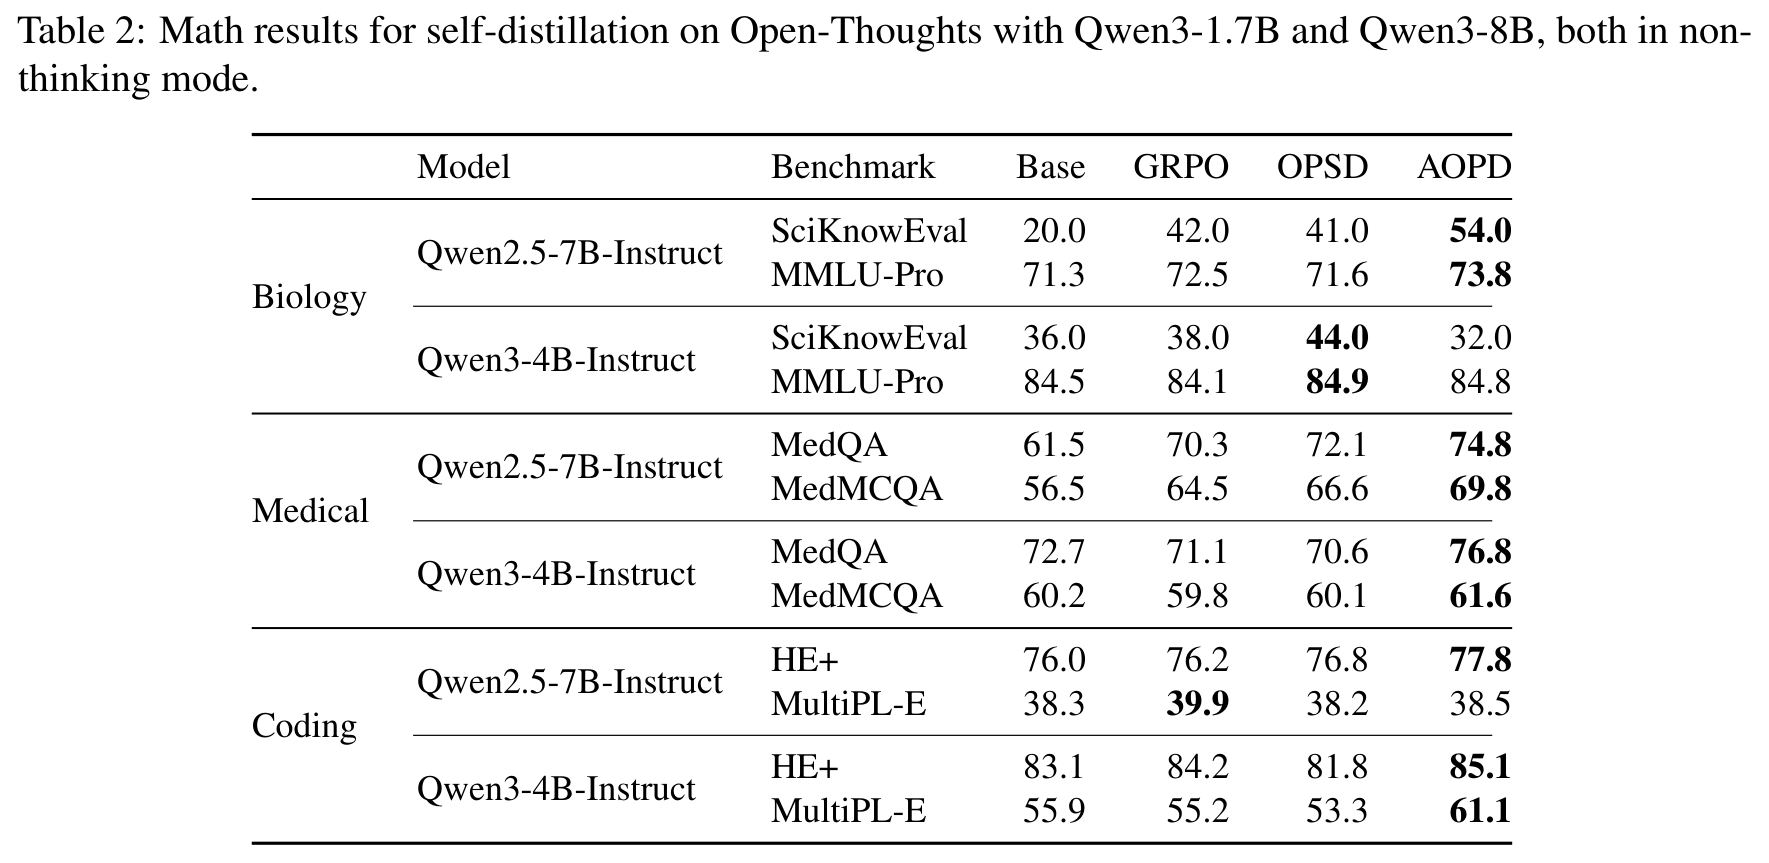 Table 2: Math results for self-distillation on Open-Thoughts with Qwen3-1.7B and Qwen3-8B, both in non-
thinking mode.
Model Benchmark Base GRPO OPSD AOPD
Biology
Qwen2.5-7B-Instruct
SciKnowEval 20.0 42.0 41.0 54.0
MMLU-Pro 71.3 72.5 71.6 73.8
Qwen3-4B-Instruct
SciKnowEval 36.0 38.0 44.0 32.0
MMLU-Pro 84.5 84.1 84.9 84.8
Medical
Qwen2.5-7B-Instruct
MedQA 61.5 70.3 72.1 74.8
MedMCQA 56.5 64.5 66.6 69.8
Qwen3-4B-Instruct
MedQA 72.7 71.1 70.6 76.8
MedMCQA 60.2 59.8 60.1 61.6
Coding
Qwen2.5-7B-Instruct
HE+ 76.0 76.2 76.8 77.8
MultiPL-E 38.3 39.9 38.2 38.5
Qwen3-4B-Instruct
HE+ 83.1 84.2 81.8 85.1
MultiPL-E 55.9 55.2 53.3 61.1